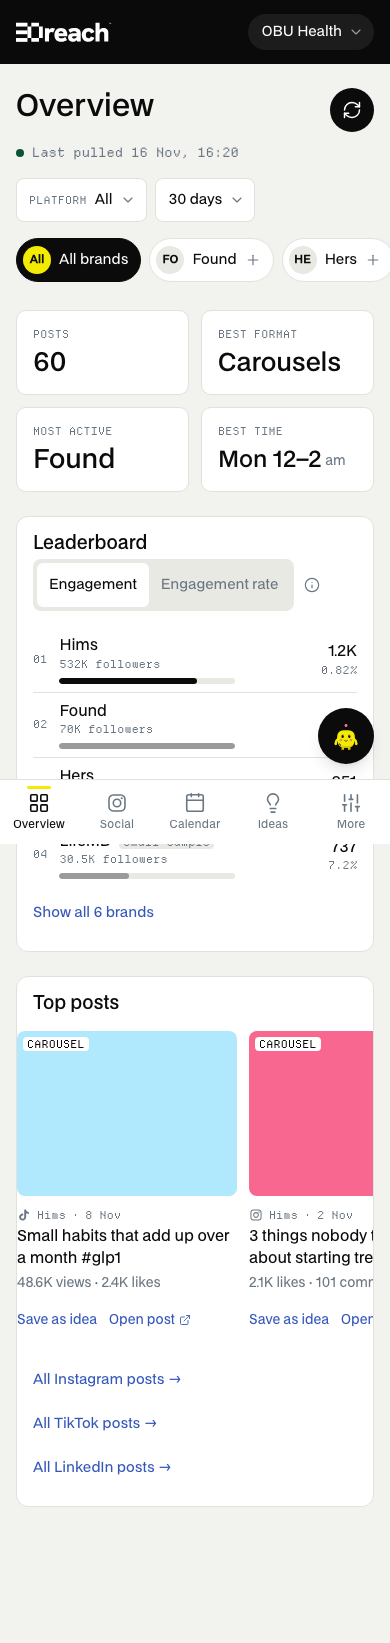 reach
OBU Health
Overview
Last pulled 16 Nov, 16:20
PLATFORM All
30 days
All All brands
FO Found
HE Hers
POSTS
60
BEST FORMAT
Carousels
MOST ACTIVE
Found
BEST TIME
Mon 12–2 am
Leaderboard
Engagement
Engagement rate
01
Hims
532K followers
1.2K
0.82%
02
Found
70K followers
Hers
Overview
Social
Calendar
Ideas
More
04
30.5K followers
737
7.2%
Show all 6 brands
Top posts
CAROUSEL
Hims · 8 Nov
Small habits that add up over
a month #glp1
48.6K views · 2.4K likes
Save as idea
Open post
CAROUSEL
Hims · 2 Nov
3 things nobody
about starting
2.1K likes · 101
Save as idea
All Instagram posts →
All TikTok posts →
All LinkedIn posts →